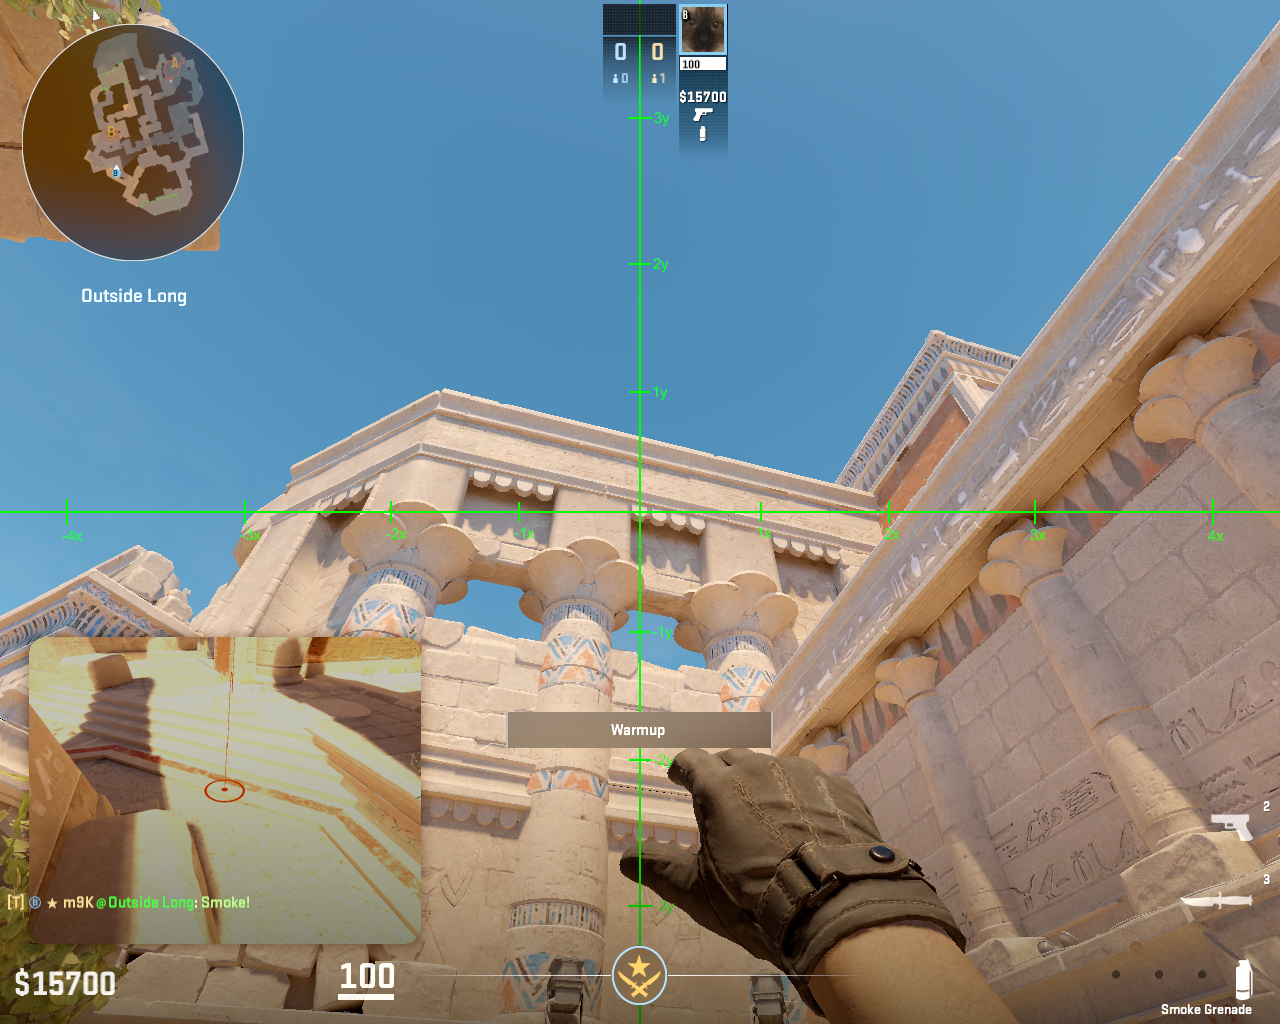 B
0 0
0 1
100
$15700
A
B
B
Outside Long
3y
2y
1y
-4x -3x -2x -1x 1x 2x 3x 4x
-1y
Warmup
-2y
2
3
[T] B ★ m9K @ Outside Long: Smoke!
$15700
100
Smoke Grenade